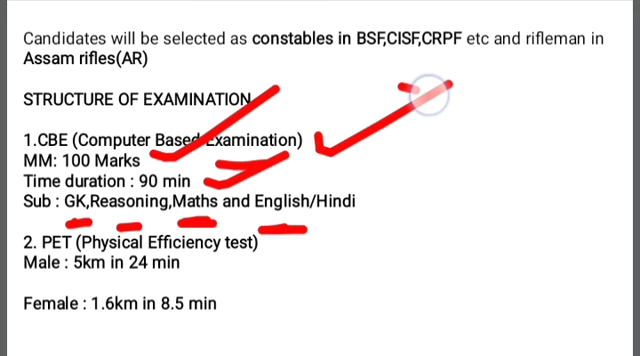 Candidates will be selected as constables in BSF,CISF,CRPF etc and rifleman in
Assam rifles(AR)
STRUCTURE OF EXAMINATION
1.CBE (Computer Based Examination)
MM: 100 Marks
Time duration : 90 min
Sub : GK,Reasoning,Maths and English/Hindi
2. PET (Physical Efficiency test)
Male : 5km in 24 min
Female : 1.6km in 8.5 min